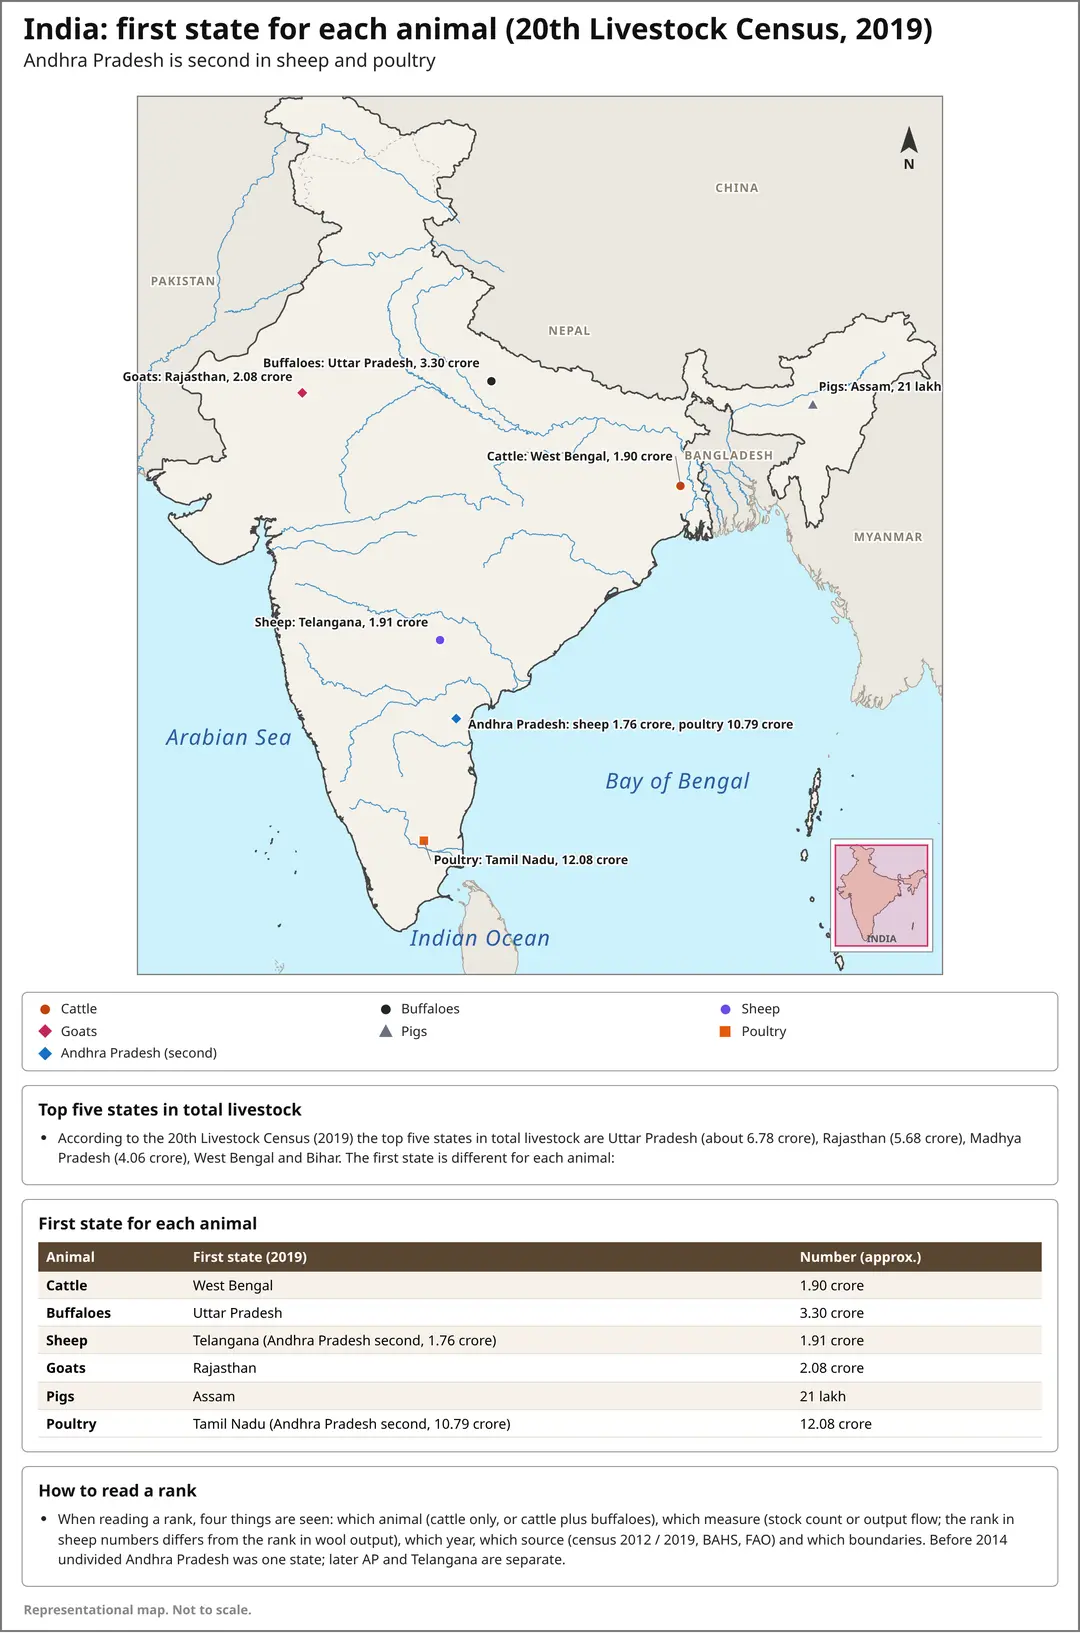 India: first state for each animal (20th Livestock Census, 2019)
Andhra Pradesh is second in sheep and poultry
N
CHINA
PAKISTAN
NEPAL
Buffaloes: Uttar Pradesh, 3.30 crore
Goats: Rajasthan, 2.08 crore
Pigs: Assam, 21 lakh
Cattle: West Bengal, 1.90 crore
BANGLADESH
MYANMAR
Sheep: Telangana, 1.91 crore
Andhra Pradesh: sheep 1.76 crore, poultry 10.79 crore
Arabian Sea
Bay of Bengal
Poultry: Tamil Nadu, 12.08 crore
Indian Ocean
INDIA
Cattle
Buffaloes
Sheep
Goats
Pigs
Poultry
Andhra Pradesh (second)
Top five states in total livestock
• According to the 20th Livestock Census (2019) the top five states in total livestock are Uttar Pradesh (about 6.78 crore), Rajasthan (5.68 crore), Madhya
Pradesh (4.06 crore), West Bengal and Bihar. The first state is different for each animal:
First state for each animal
Animal First state (2019) Number (approx.)
Cattle West Bengal 1.90 crore
Buffaloes Uttar Pradesh 3.30 crore
Sheep Telangana (Andhra Pradesh second, 1.76 crore) 1.91 crore
Goats Rajasthan 2.08 crore
Pigs Assam 21 lakh
Poultry Tamil Nadu (Andhra Pradesh second, 10.79 crore) 12.08 crore
How to read a rank
• When reading a rank, four things are seen: which animal (cattle only, or cattle plus buffaloes), which measure (stock count or output flow; the rank in
sheep numbers differs from the rank in wool output), which year, which source (census 2012 / 2019, BAHS, FAO) and which boundaries. Before 2014
undivided Andhra Pradesh was one state; later AP and Telangana are separate.
Representational map. Not to scale.